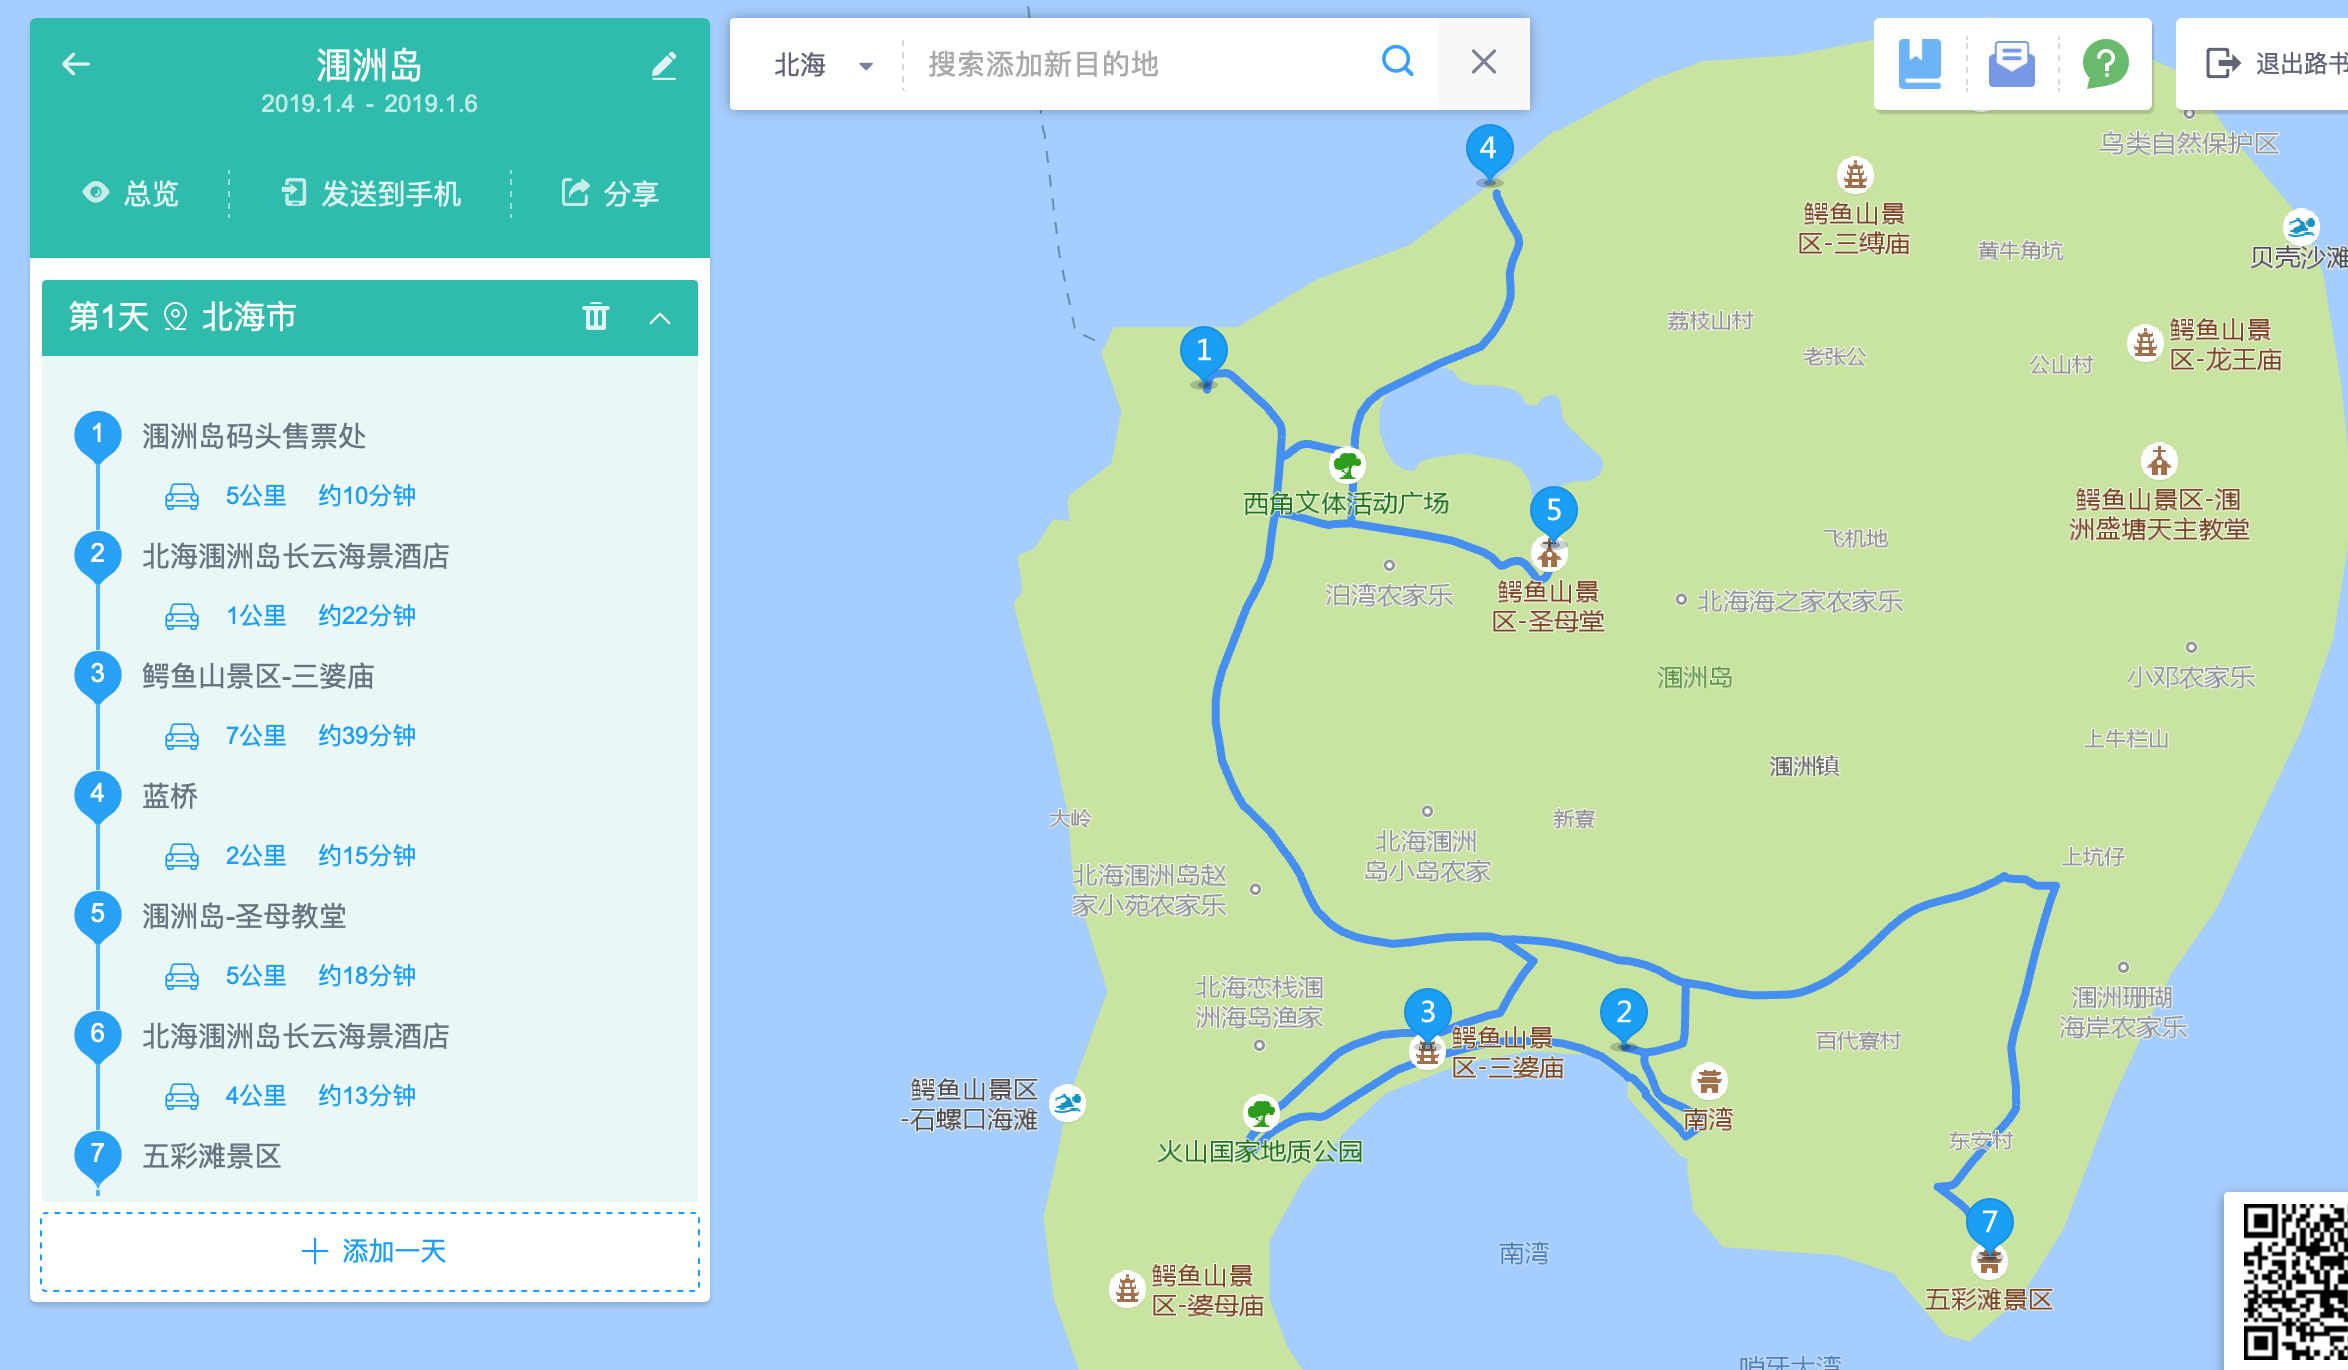 涠洲岛
2019.1.4 - 2019.1.6
总览
发送到手机
分享
第1天 北海市
1 涠洲岛码头售票处
5公里 约10分钟
2 北海涠洲岛长云海景酒店
1公里 约22分钟
3 鳄鱼山景区-三婆庙
7公里 约39分钟
4 蓝桥
2公里 约15分钟
5 涠洲岛-圣母教堂
5公里 约18分钟
6 北海涠洲岛长云海景酒店
4公里 约13分钟
7 五彩滩景区
添加一天
北海
搜索添加新目的地
退出路书
鸟类自然保护区
4
鳄鱼山景
区-三缚庙
黄牛角坑
贝壳沙滩
荔枝山村
老张公
公山村
鳄鱼山景
区-龙王庙
1
西角文体活动广场
5
鳄鱼山景
区-圣母堂
泊湾农家乐
飞机地
鳄鱼山景区-涠
洲盛塘天主教堂
北海海之家农家乐
涠洲岛
小邓农家乐
上牛栏山
涠洲镇
大岭
北海涠洲
岛小岛农家
新寮
上坑仔
北海涠洲岛赵
家小苑农家乐
北海恋栈涠
洲海岛渔家
3
鳄鱼山景
区-三婆庙
2
百代寮村
涠洲珊瑚
海岸农家乐
鳄鱼山景区
-石螺口海滩
南湾
火山国家地质公园
东安村
7
五彩滩景区
南湾
鳄鱼山景
区-婆母庙